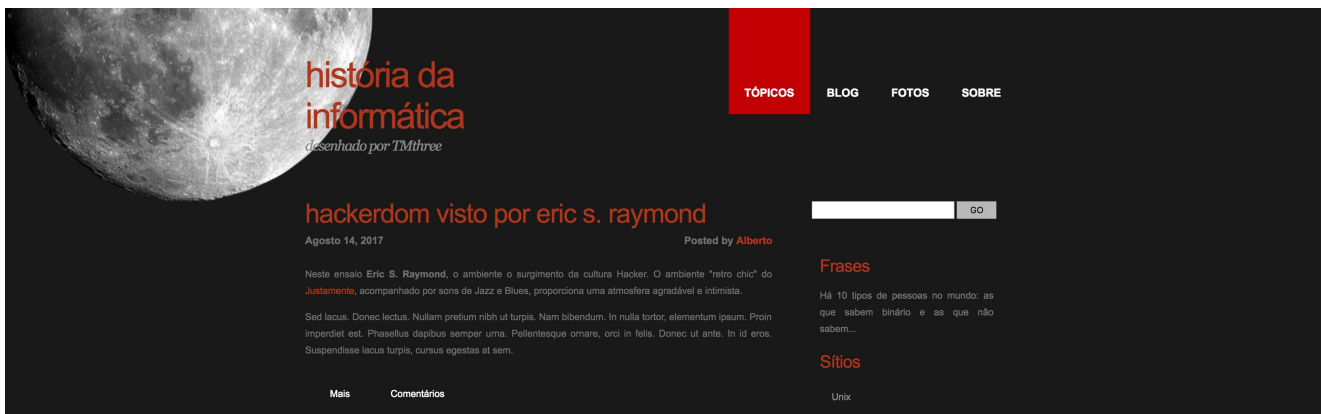 história da
informática
desenhado por TMthree
TÓPICOS BLOG FOTOS SOBRE
hackerdom visto por eric s. raymond
Agosto 14, 2017 Posted by Alberto
Neste ensaio Eric S. Raymond, o ambiente o surgimento da cultura Hacker. O ambiente "retro chic" do
Justamente, acompanhado por sons de Jazz e Blues, proporciona uma atmosfera agradável e intimista.
Sed lacus. Donec lectus. Nullam pretium nibh ut turpis. Nam bibendum. In nulla tortor, elementum ipsum. Proin
imperdiet est. Phasellus dapibus semper urna. Pellentesque ornare, orci in felis. Donec ut ante. In id eros.
Suspendisse lacus turpis, cursus egestas at sem.
Mais Comentários
GO
Frases
Há 10 tipos de pessoas no mundo: as
que sabem binário e as que não
sabem...
Sítios
Unix